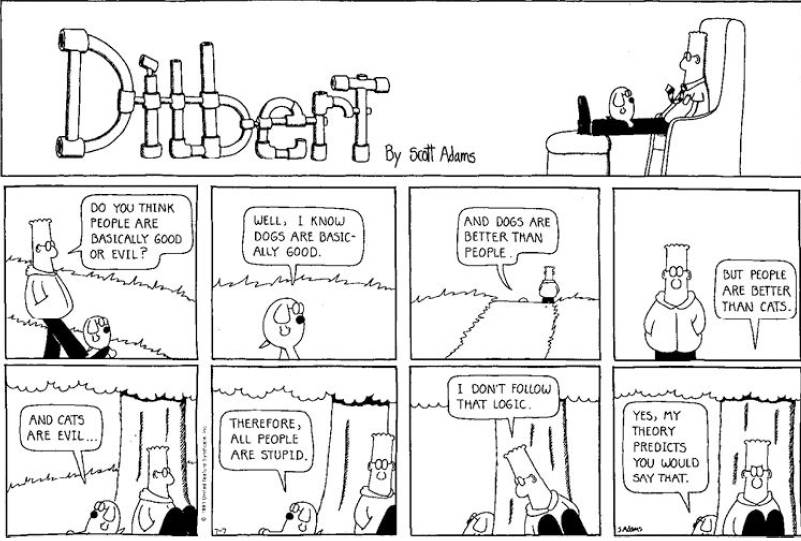 Dilbert
By Scott Adams
DO YOU THINK
PEOPLE ARE
BASICALLY GOOD
OR EVIL?
WELL, I KNOW
DOGS ARE BASIC-
ALLY GOOD.
AND DOGS ARE
BETTER THAN
PEOPLE.
BUT PEOPLE
ARE BETTER
THAN CATS.
AND CATS
ARE EVIL...
THEREFORE,
ALL PEOPLE
ARE STUPID.
7-7
I DON'T FOLLOW
THAT LOGIC.
YES, MY
THEORY
PREDICTS
YOU WOULD
SAY THAT.
S.ADAMS